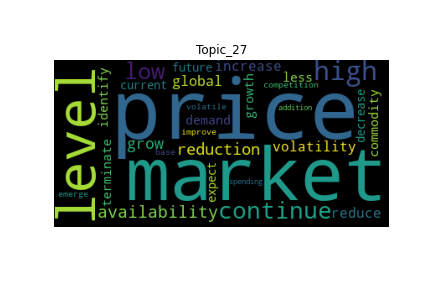 Topic_27
level
identify
low
future
increase
high
global
less
current
growth
competition
price
volatile
addition
decrease
commodity
demand
improve
grow
base
reduction
volatility
terminate
market
expect
emerge
spending
availability
continue
reduce